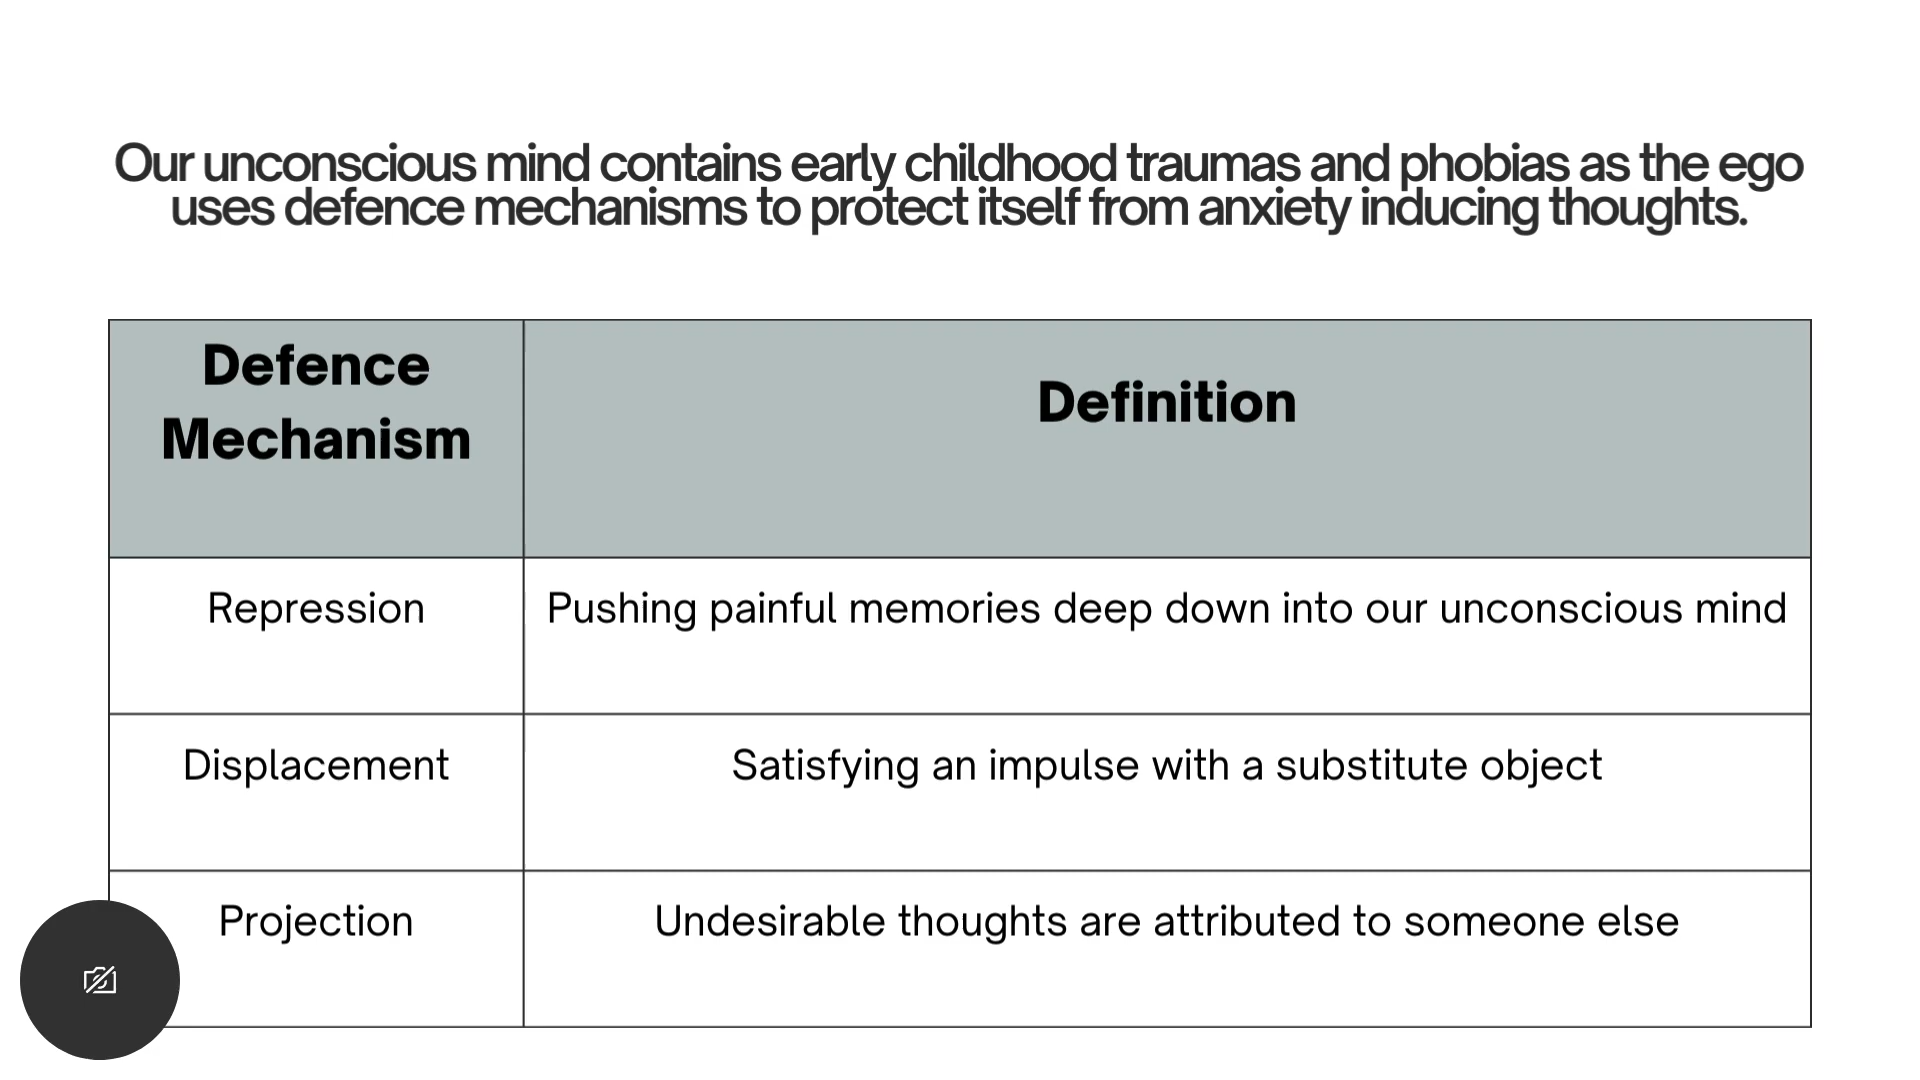 Our unconscious mind contains early childhood traumas and phobias as the ego
uses defence mechanisms to protect itself from anxiety inducing thoughts.
Defence
Mechanism
Definition
Repression
Pushing painful memories deep down into our unconscious mind
Displacement
Satisfying an impulse with a substitute object
Projection
Undesirable thoughts are attributed to someone else